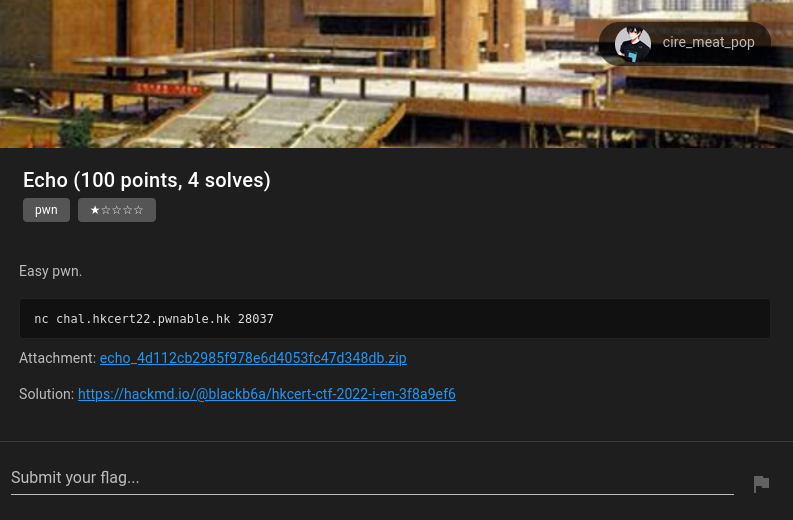 cire_meat_pop
Echo (100 points, 4 solves)
pwn ★☆☆☆☆
Easy pwn.
nc chal.hkcert22.pwnable.hk 28037
Attachment: echo_4d112cb2985f978e6d4053fc47d348db.zip
Solution: https://hackmd.io/@blackb6a/hkcert-ctf-2022-i-en-3f8a9ef6
Submit your flag...